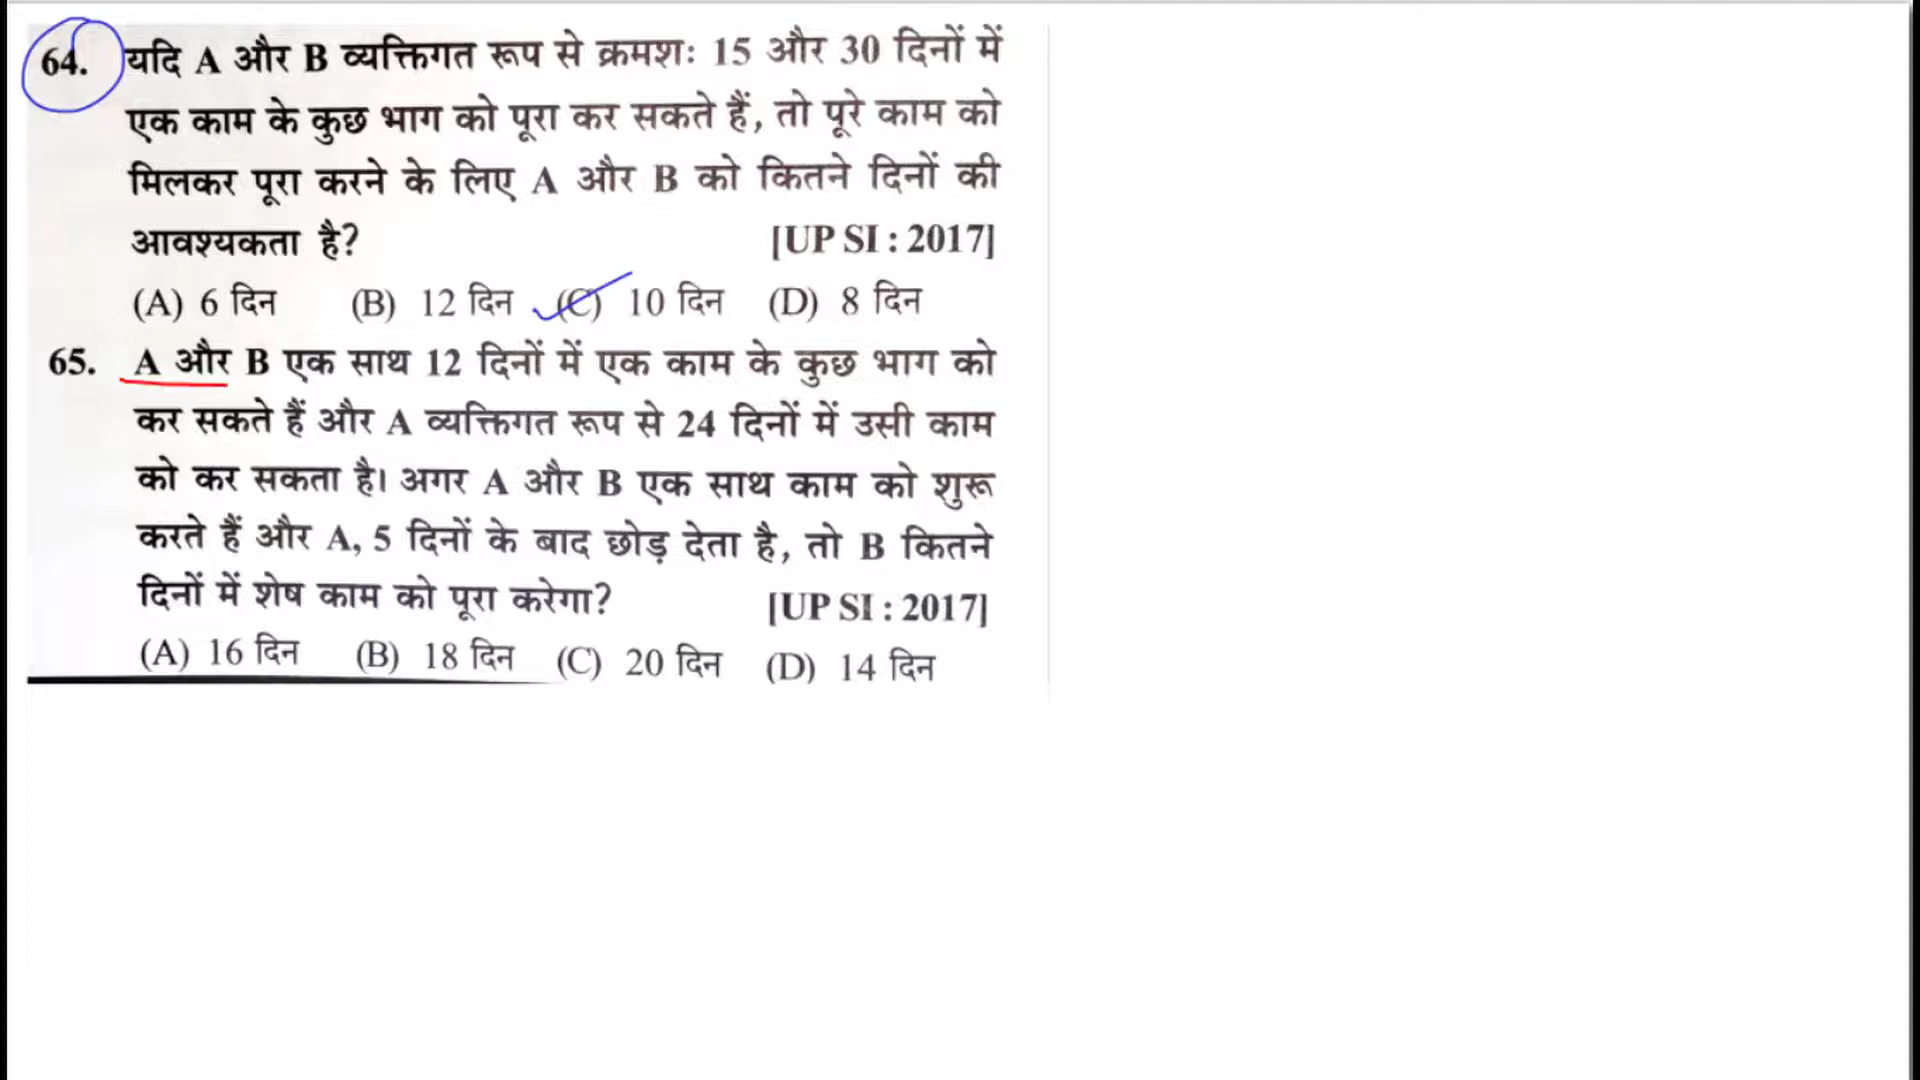 64. यदि A और B व्यक्तिगत रूप से क्रमशः 15 और 30 दिनों में
एक काम के कुछ भाग को पूरा कर सकते हैं, तो पूरे काम को
मिलकर पूरा करने के लिए A और B को कितने दिनों की
आवश्यकता है? [UP SI : 2017]
(A) 6 दिन (B) 12 दिन (C) 10 दिन (D) 8 दिन
65. A और B एक साथ 12 दिनों में एक काम के कुछ भाग को
कर सकते हैं और A व्यक्तिगत रूप से 24 दिनों में उसी काम
को कर सकता है। अगर A और B एक साथ काम को शुरू
करते हैं और A, 5 दिनों के बाद छोड़ देता है, तो B कितने
दिनों में शेष काम को पूरा करेगा? [UP SI : 2017]
(A) 16 दिन (B) 18 दिन (C) 20 दिन (D) 14 दिन